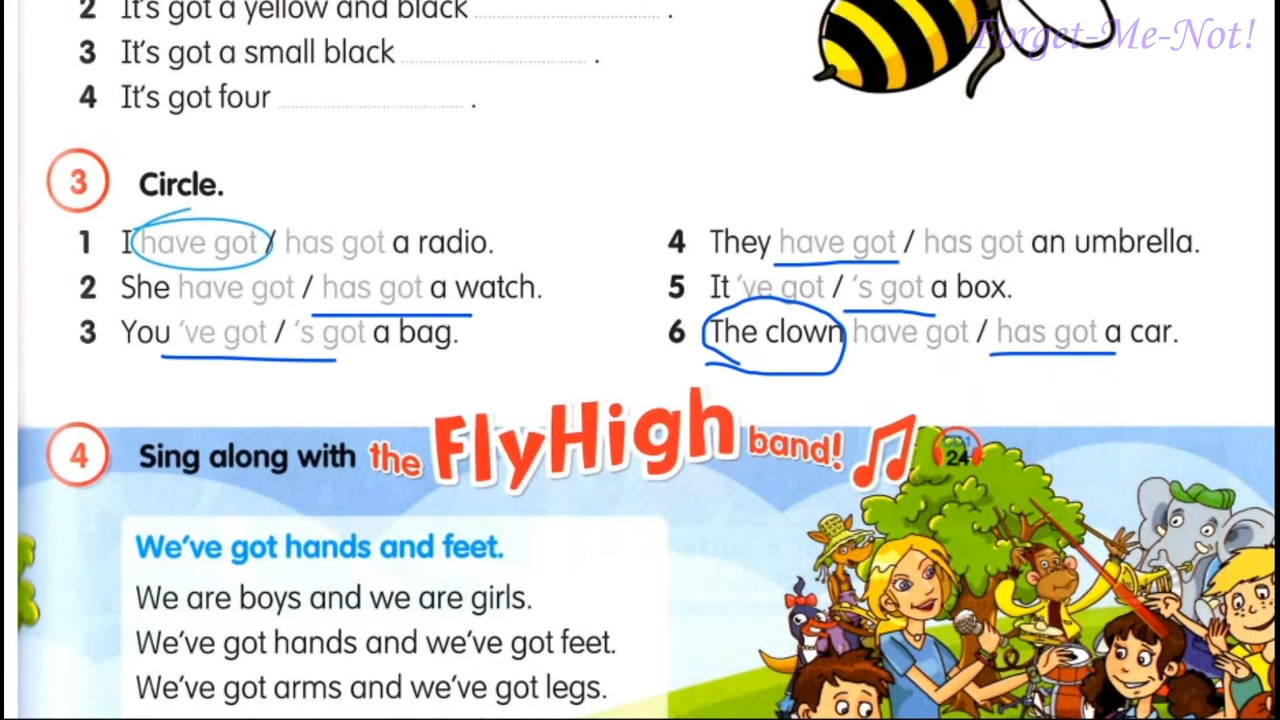 2 It's got a yellow and black .................... .
Forget-Me-Not!
3 It's got a small black .................... .
4 It's got four .................... .
3 Circle.
1 I have got / has got a radio.
2 She have got / has got a watch.
3 You 've got / 's got a bag.
4 They have got / has got an umbrella.
5 It 've got / 's got a box.
6 The clown have got / has got a car.
4 Sing along with the FlyHigh band!
24
We've got hands and feet.
We are boys and we are girls.
We've got hands and we've got feet.
We've got arms and we've got legs.